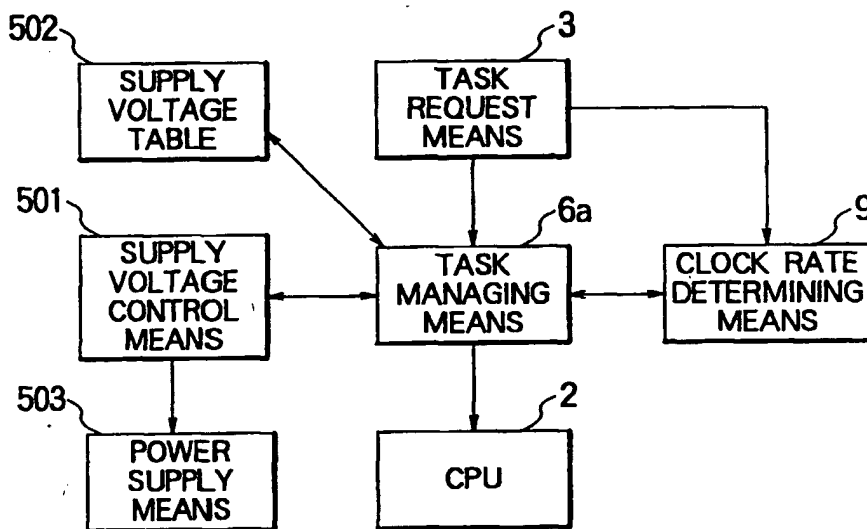 502
SUPPLY
VOLTAGE
TABLE
3
TASK
REQUEST
MEANS
501
SUPPLY
VOLTAGE
CONTROL
MEANS
6a
TASK
MANAGING
MEANS
9
CLOCK RATE
DETERMINING
MEANS
503
POWER
SUPPLY
MEANS
2
CPU